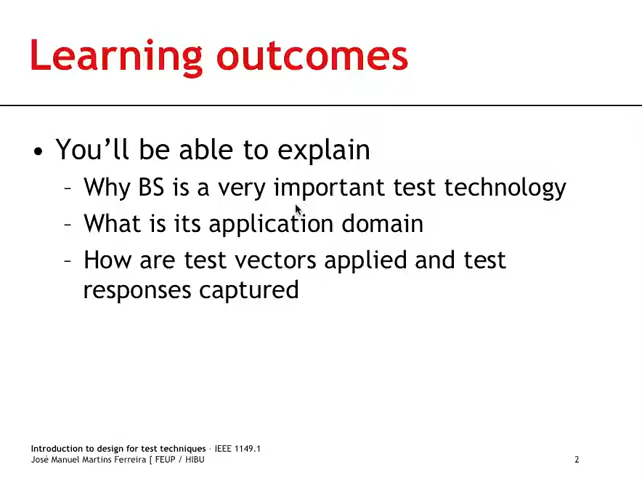 Learning outcomes
• You’ll be able to explain
– Why BS is a very important test technology
– What is its application domain
– How are test vectors applied and test
responses captured
Introduction to design for test techniques – IEEE 1149.1
José Manuel Martins Ferreira [ FEUP / HIBU
2